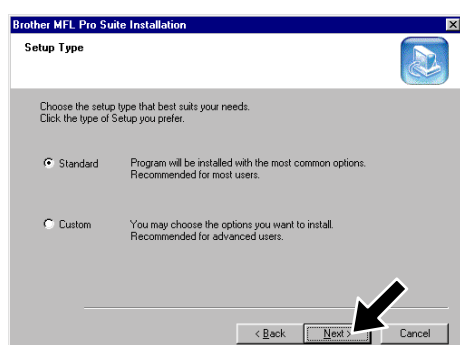 Brother MFL Pro Suite Installation
Setup Type
Choose the setup type that best suits your needs.
Click the type of Setup you prefer.
Standard Program will be installed with the most common options.
Recommended for most users.
Custom You may choose the options you want to install.
Recommended for advanced users.
< Back Next > Cancel